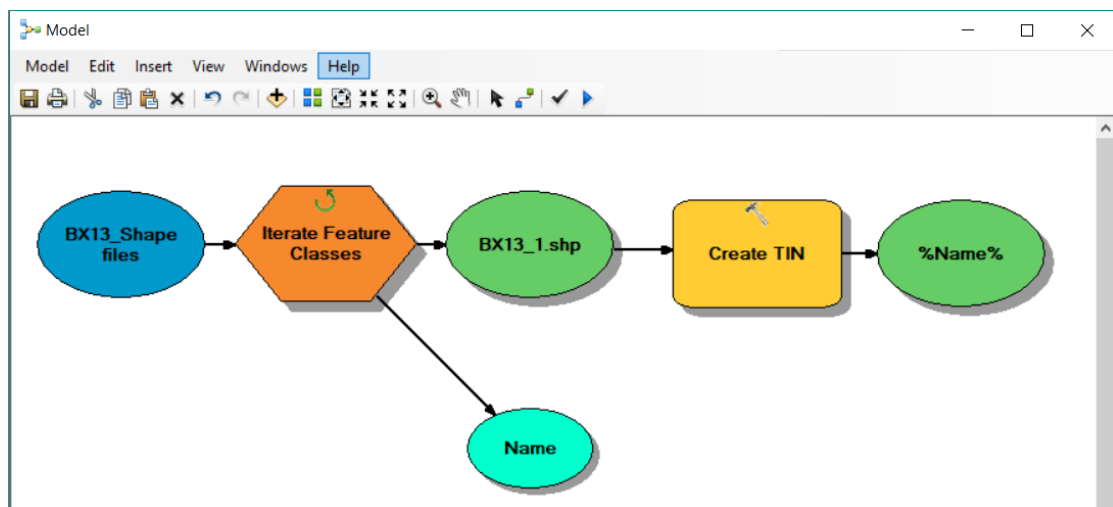 Model
Model Edit Insert View Windows Help
BX13_Shape
files
Iterate Feature
Classes
BX13_1.shp
Create TIN
%Name%
Name